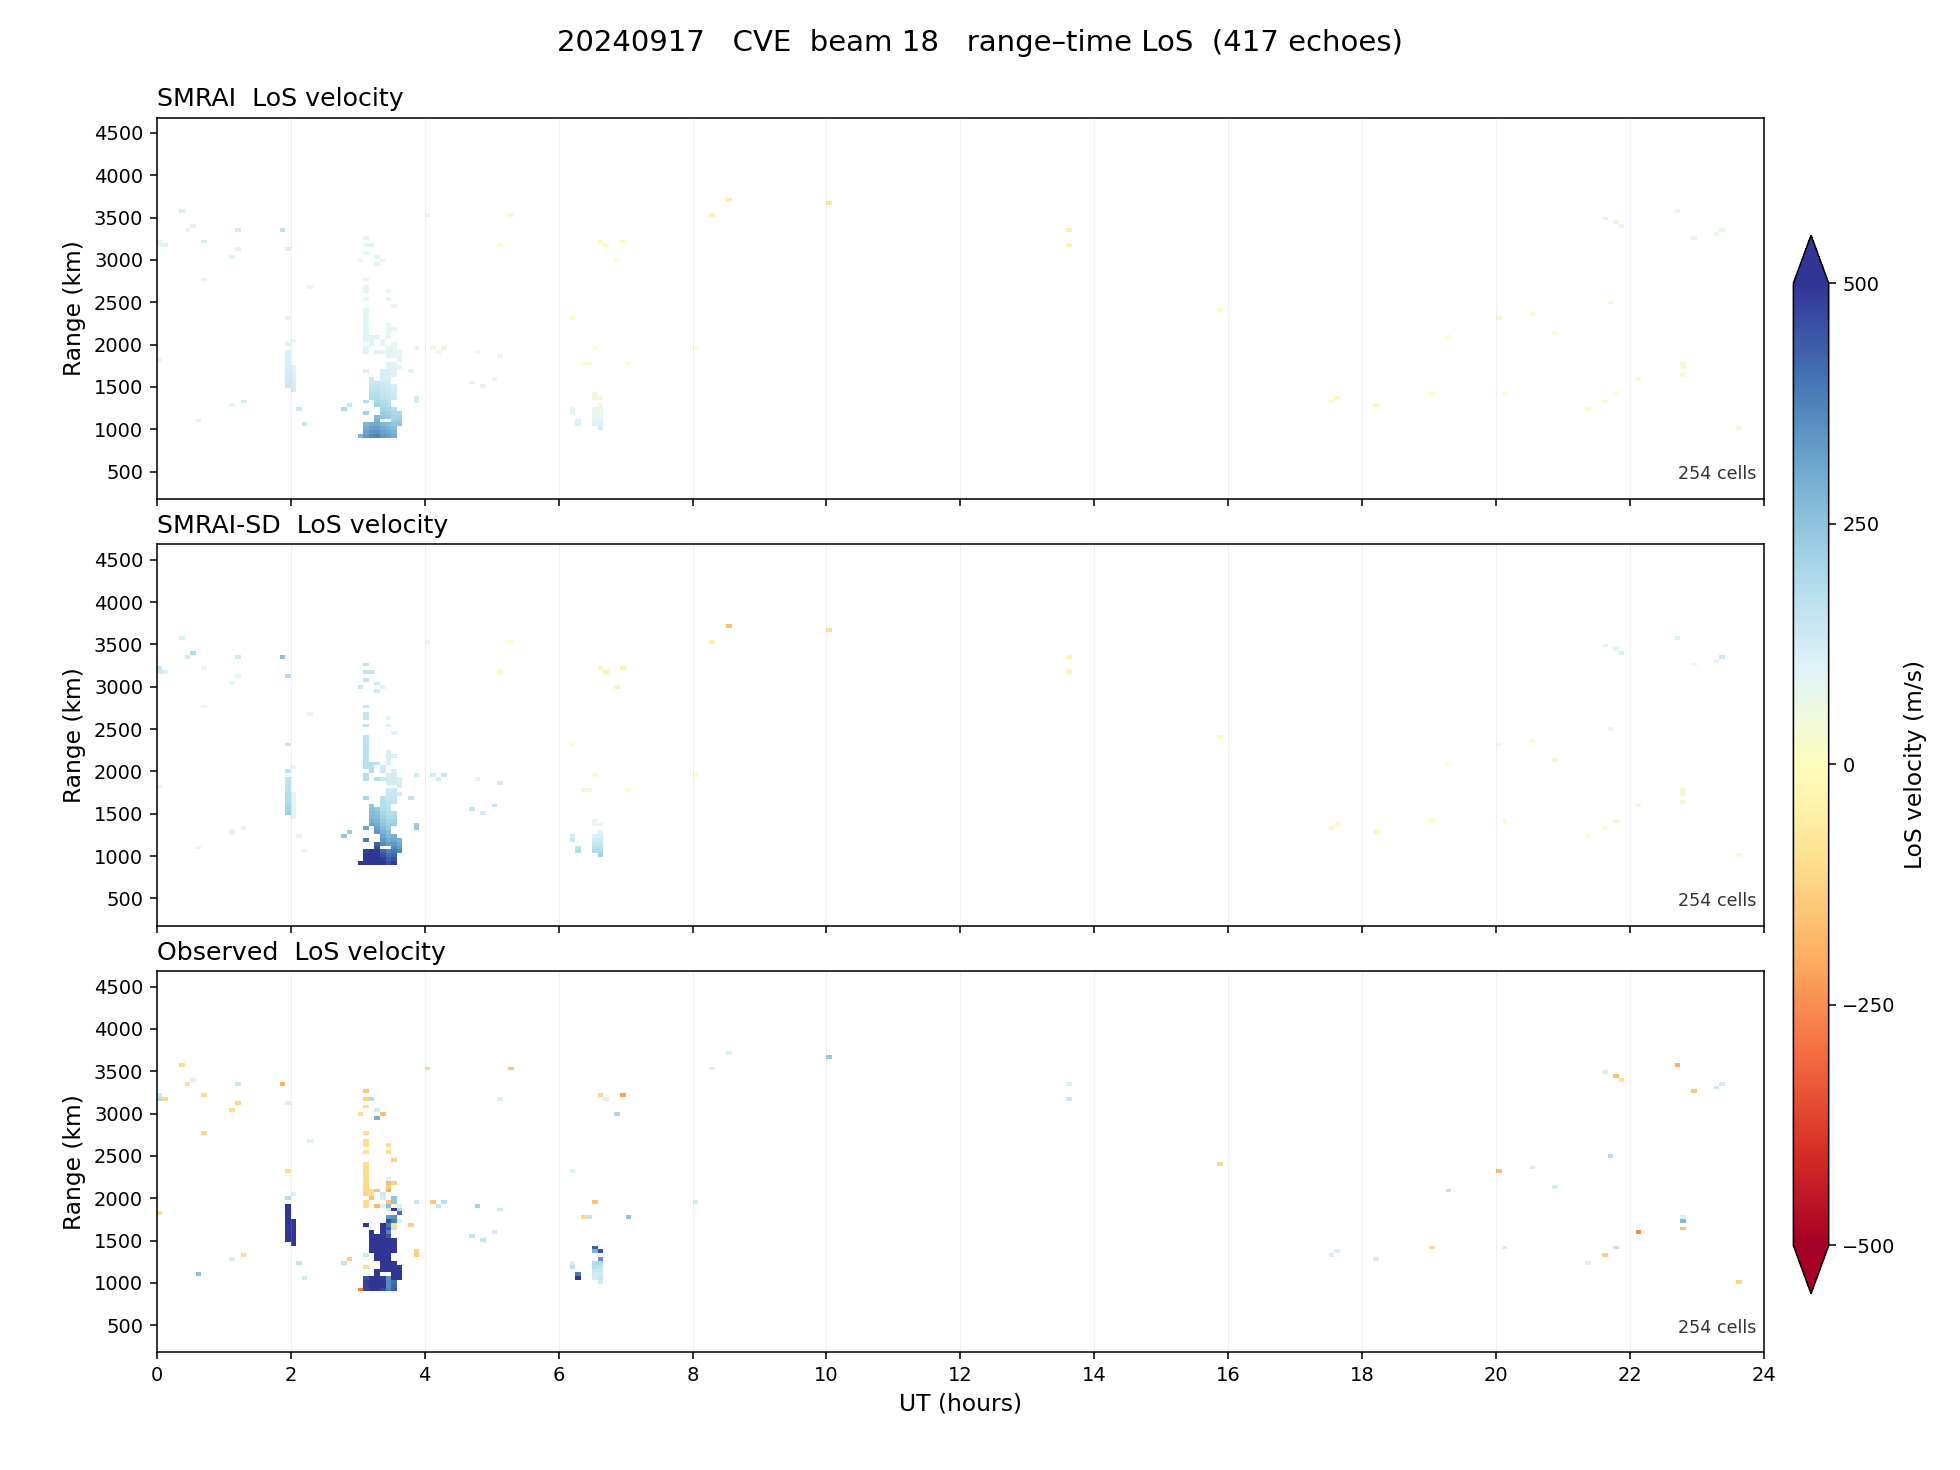 20240917   CVE  beam 18   range–time LoS  (417 echoes)
SMRAI  LoS velocity
4500
4000
3500
3000
2500
2000
1500
1000
500
Range (km)
254 cells
SMRAI-SD  LoS velocity
4500
4000
3500
3000
2500
2000
1500
1000
500
Range (km)
254 cells
Observed  LoS velocity
4500
4000
3500
3000
2500
2000
1500
1000
500
Range (km)
254 cells
0 2 4 6 8 10 12 14 16 18 20 22 24
UT (hours)
500
250
0
−250
−500
LoS velocity (m/s)